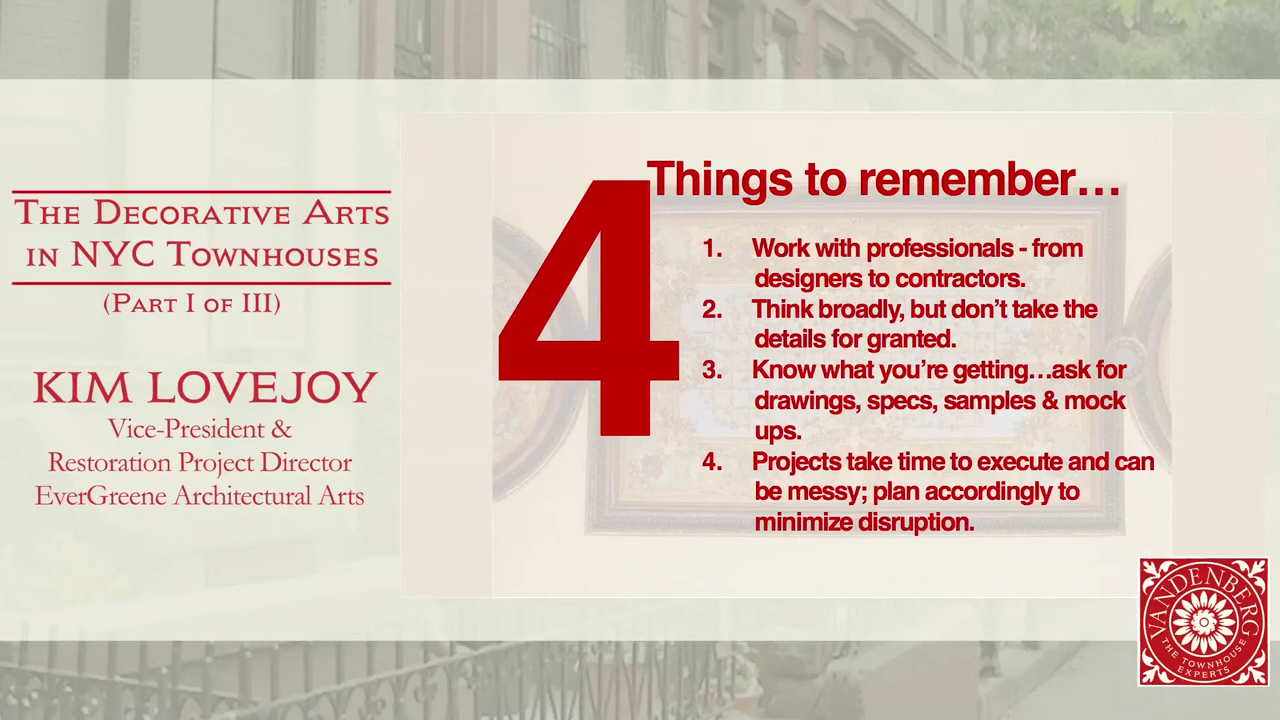 The Decorative Arts
in NYC Townhouses
(Part I of III)
KIM LOVEJOY
Vice-President &
Restoration Project Director
EverGreene Architectural Arts
4 Things to remember…
1. Work with professionals - from
designers to contractors.
2. Think broadly, but don’t take the
details for granted.
3. Know what you’re getting…ask for
drawings, specs, samples & mock
ups.
4. Projects take time to execute and can
be messy; plan accordingly to
minimize disruption.
VANDENBERG
THE TOWNHOUSE
EXPERTS